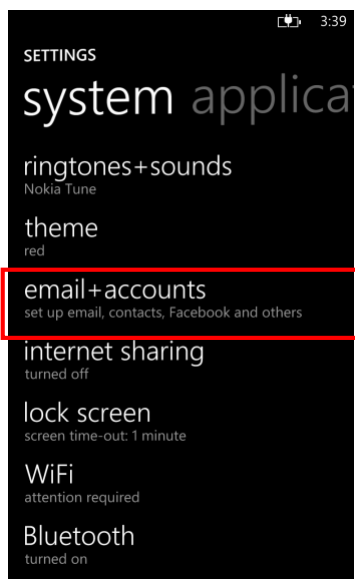 3:39
SETTINGS
system applica
ringtones+sounds
Nokia Tune
theme
red
email+accounts
set up email, contacts, Facebook and others
internet sharing
turned off
lock screen
screen time-out: 1 minute
WiFi
attention required
Bluetooth
turned on